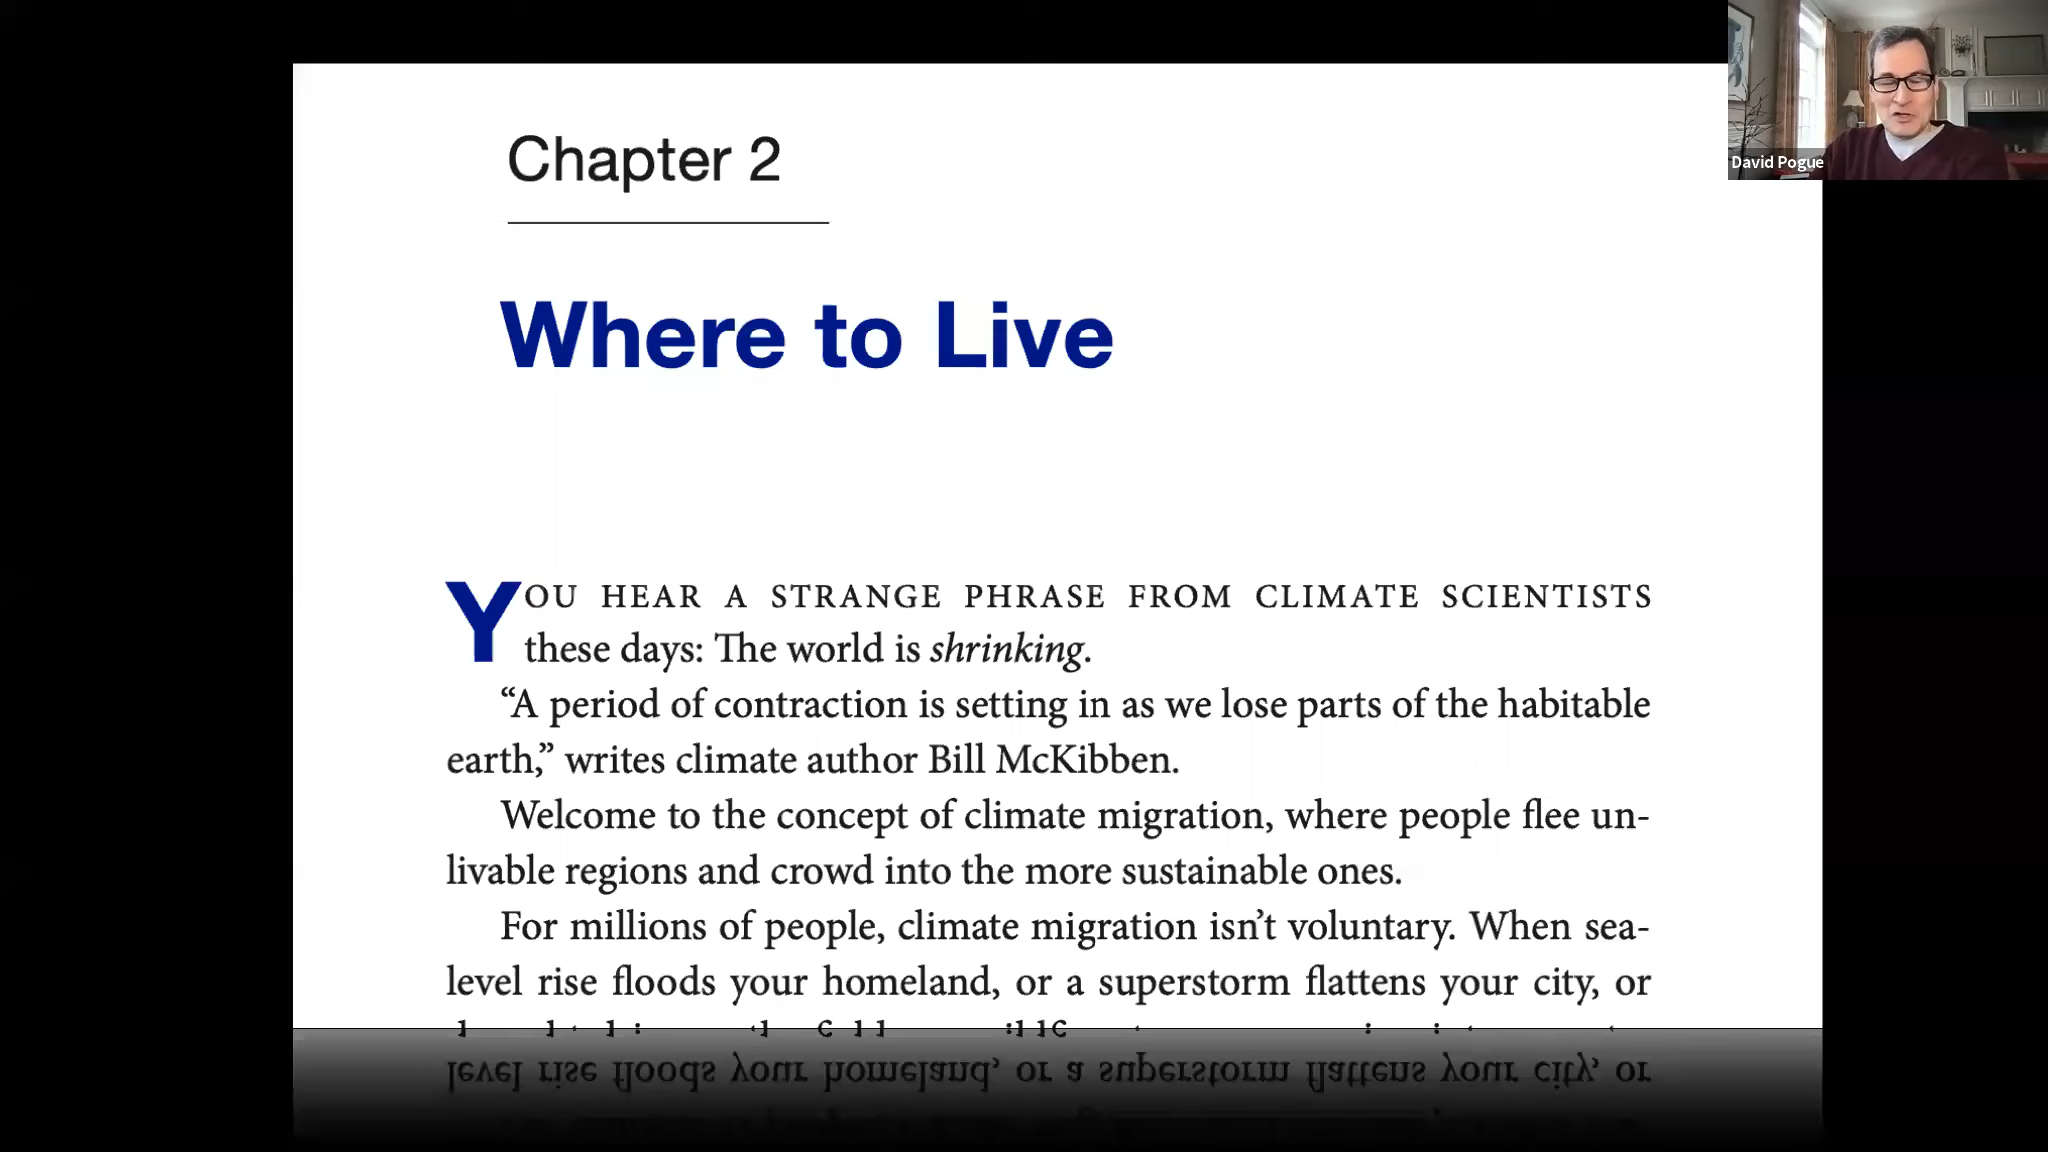 Chapter 2
Where to Live
YOU HEAR A STRANGE PHRASE FROM CLIMATE SCIENTISTS
these days: The world is shrinking.
“A period of contraction is setting in as we lose parts of the habitable
earth,” writes climate author Bill McKibben.
Welcome to the concept of climate migration, where people flee un-
livable regions and crowd into the more sustainable ones.
For millions of people, climate migration isn’t voluntary. When sea-
level rise floods your homeland, or a superstorm flattens your city, or
David Pogue